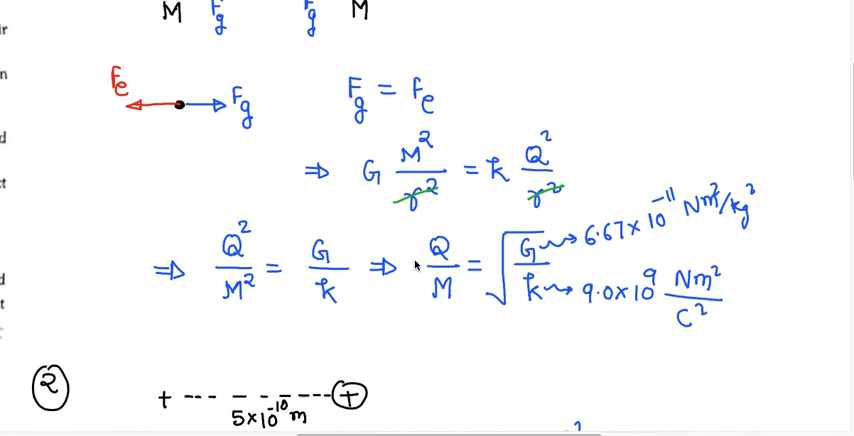 M F_g F_g M
F_e F_g F_g = F_e
⇒ G M²/r² = k Q²/r²
⇒ Q²/M² = G/k ⇒ Q/M = √(G/k) G → 6.67×10⁻¹¹ Nm²/kg²
k → 9.0×10⁹ Nm²/C²
② + --- -- - - ---- +
5×10⁻¹⁰ m